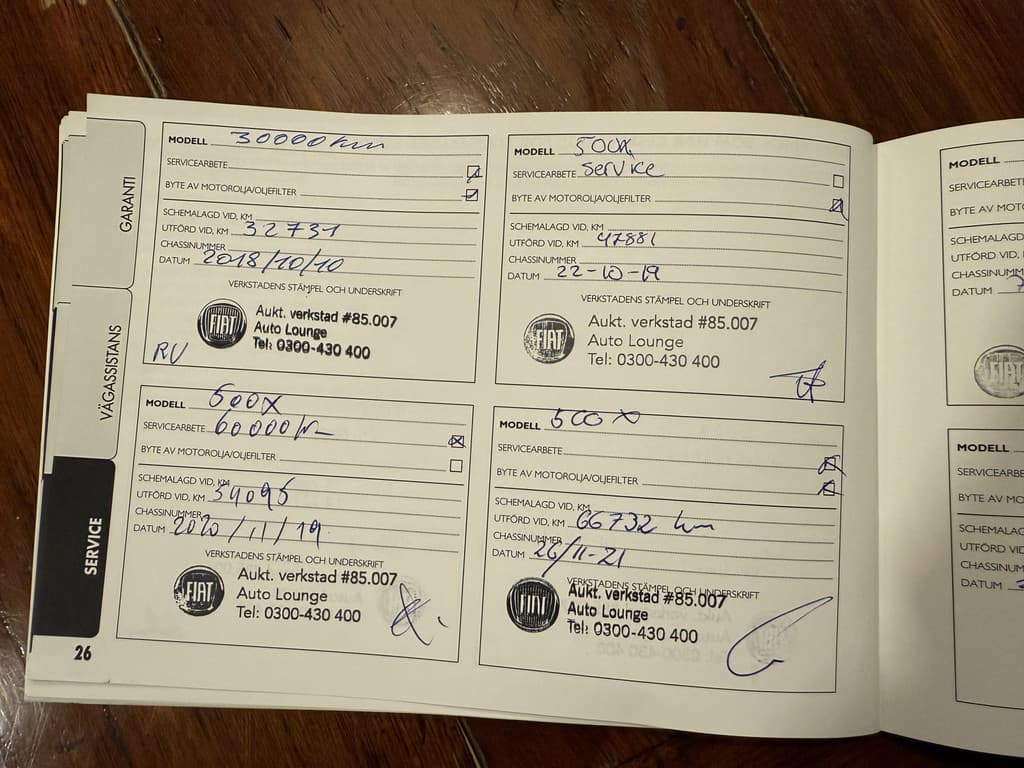 GARANTI
VÄGASSISTANS
SERVICE
26
MODELL 30000 km
SERVICEARBETE
BYTE AV MOTOROLJA/OLJEFILTER
SCHEMALAGD VID, KM
UTFÖRD VID, KM 32731
CHASSINUMMER
DATUM 2018/10/10
VERKSTADENS STÄMPEL OCH UNDERSKRIFT
FIAT
Aukt. verkstad #85.007
Auto Lounge
Tel: 0300-430 400
RV
MODELL 500X
SERVICEARBETE Service
BYTE AV MOTOROLJA/OLJEFILTER
SCHEMALAGD VID, KM
UTFÖRD VID, KM 47881
CHASSINUMMER
DATUM 22-10-19
VERKSTADENS STÄMPEL OCH UNDERSKRIFT
FIAT
Aukt. verkstad #85.007
Auto Lounge
Tel: 0300-430 400
MODELL 500X
SERVICEARBETE 60000
BYTE AV MOTOROLJA/OLJEFILTER
SCHEMALAGD VID, KM
UTFÖRD VID, KM 54095
CHASSINUMMER
DATUM 2020/11/19
VERKSTADENS STÄMPEL OCH UNDERSKRIFT
FIAT
Aukt. verkstad #85.007
Auto Lounge
Tel: 0300-430 400
MODELL 500X
SERVICEARBETE
BYTE AV MOTOROLJA/OLJEFILTER
SCHEMALAGD VID, KM
UTFÖRD VID, KM 66732 km
CHASSINUMMER
DATUM 26/11-21
VERKSTADENS STÄMPEL OCH UNDERSKRIFT
FIAT
Aukt. verkstad #85.007
Auto Lounge
Tel: 0300-430 400
MODELL
SERVICEARBETE
BYTE AV MOTO
SCHEMALAGD
UTFÖRD VID,
CHASSINUMM
DATUM
FIAT
MODELL
SERVICEARBE
BYTE AV MO
SCHEMALAG
UTFÖRD VID
CHASSINUM
DATUM